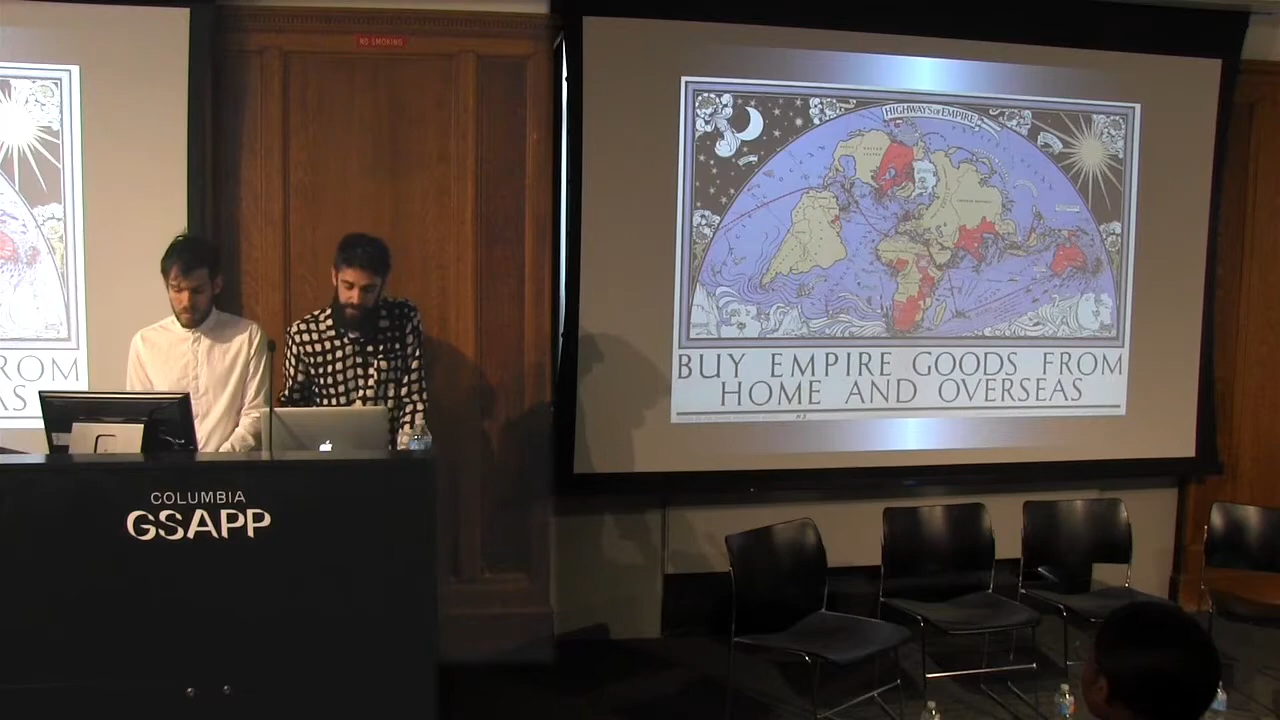 NO SMOKING
HIGHWAYS OF EMPIRE
BUY EMPIRE GOODS FROM
HOME AND OVERSEAS
ROM
AS
COLUMBIA
GSAPP